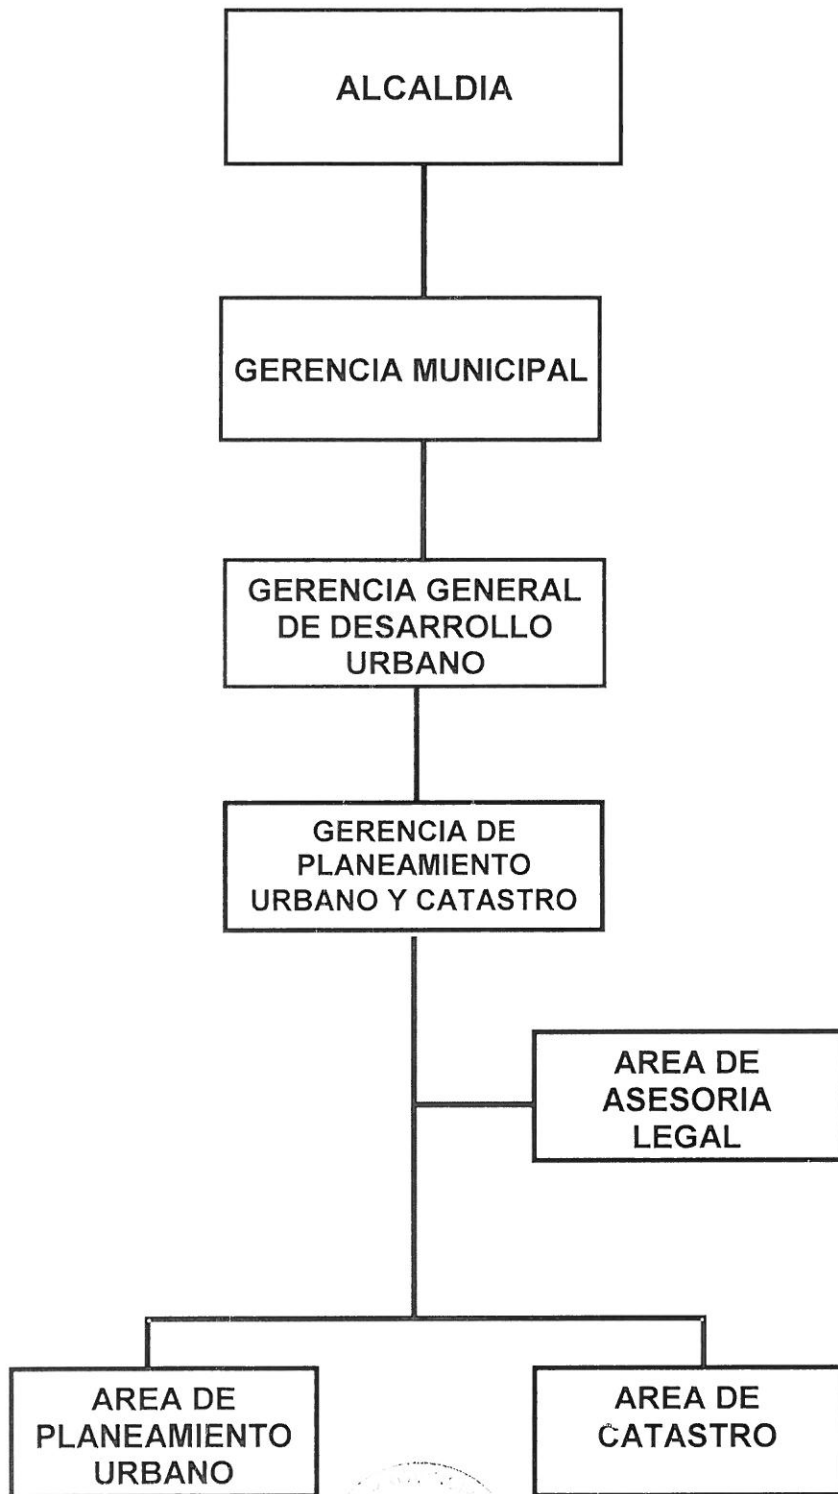 ALCALDIA
GERENCIA MUNICIPAL
GERENCIA GENERAL
DE DESARROLLO
URBANO
GERENCIA DE
PLANEAMIENTO
URBANO Y CATASTRO
AREA DE
ASESORIA
LEGAL
AREA DE
PLANEAMIENTO
URBANO
AREA DE
CATASTRO